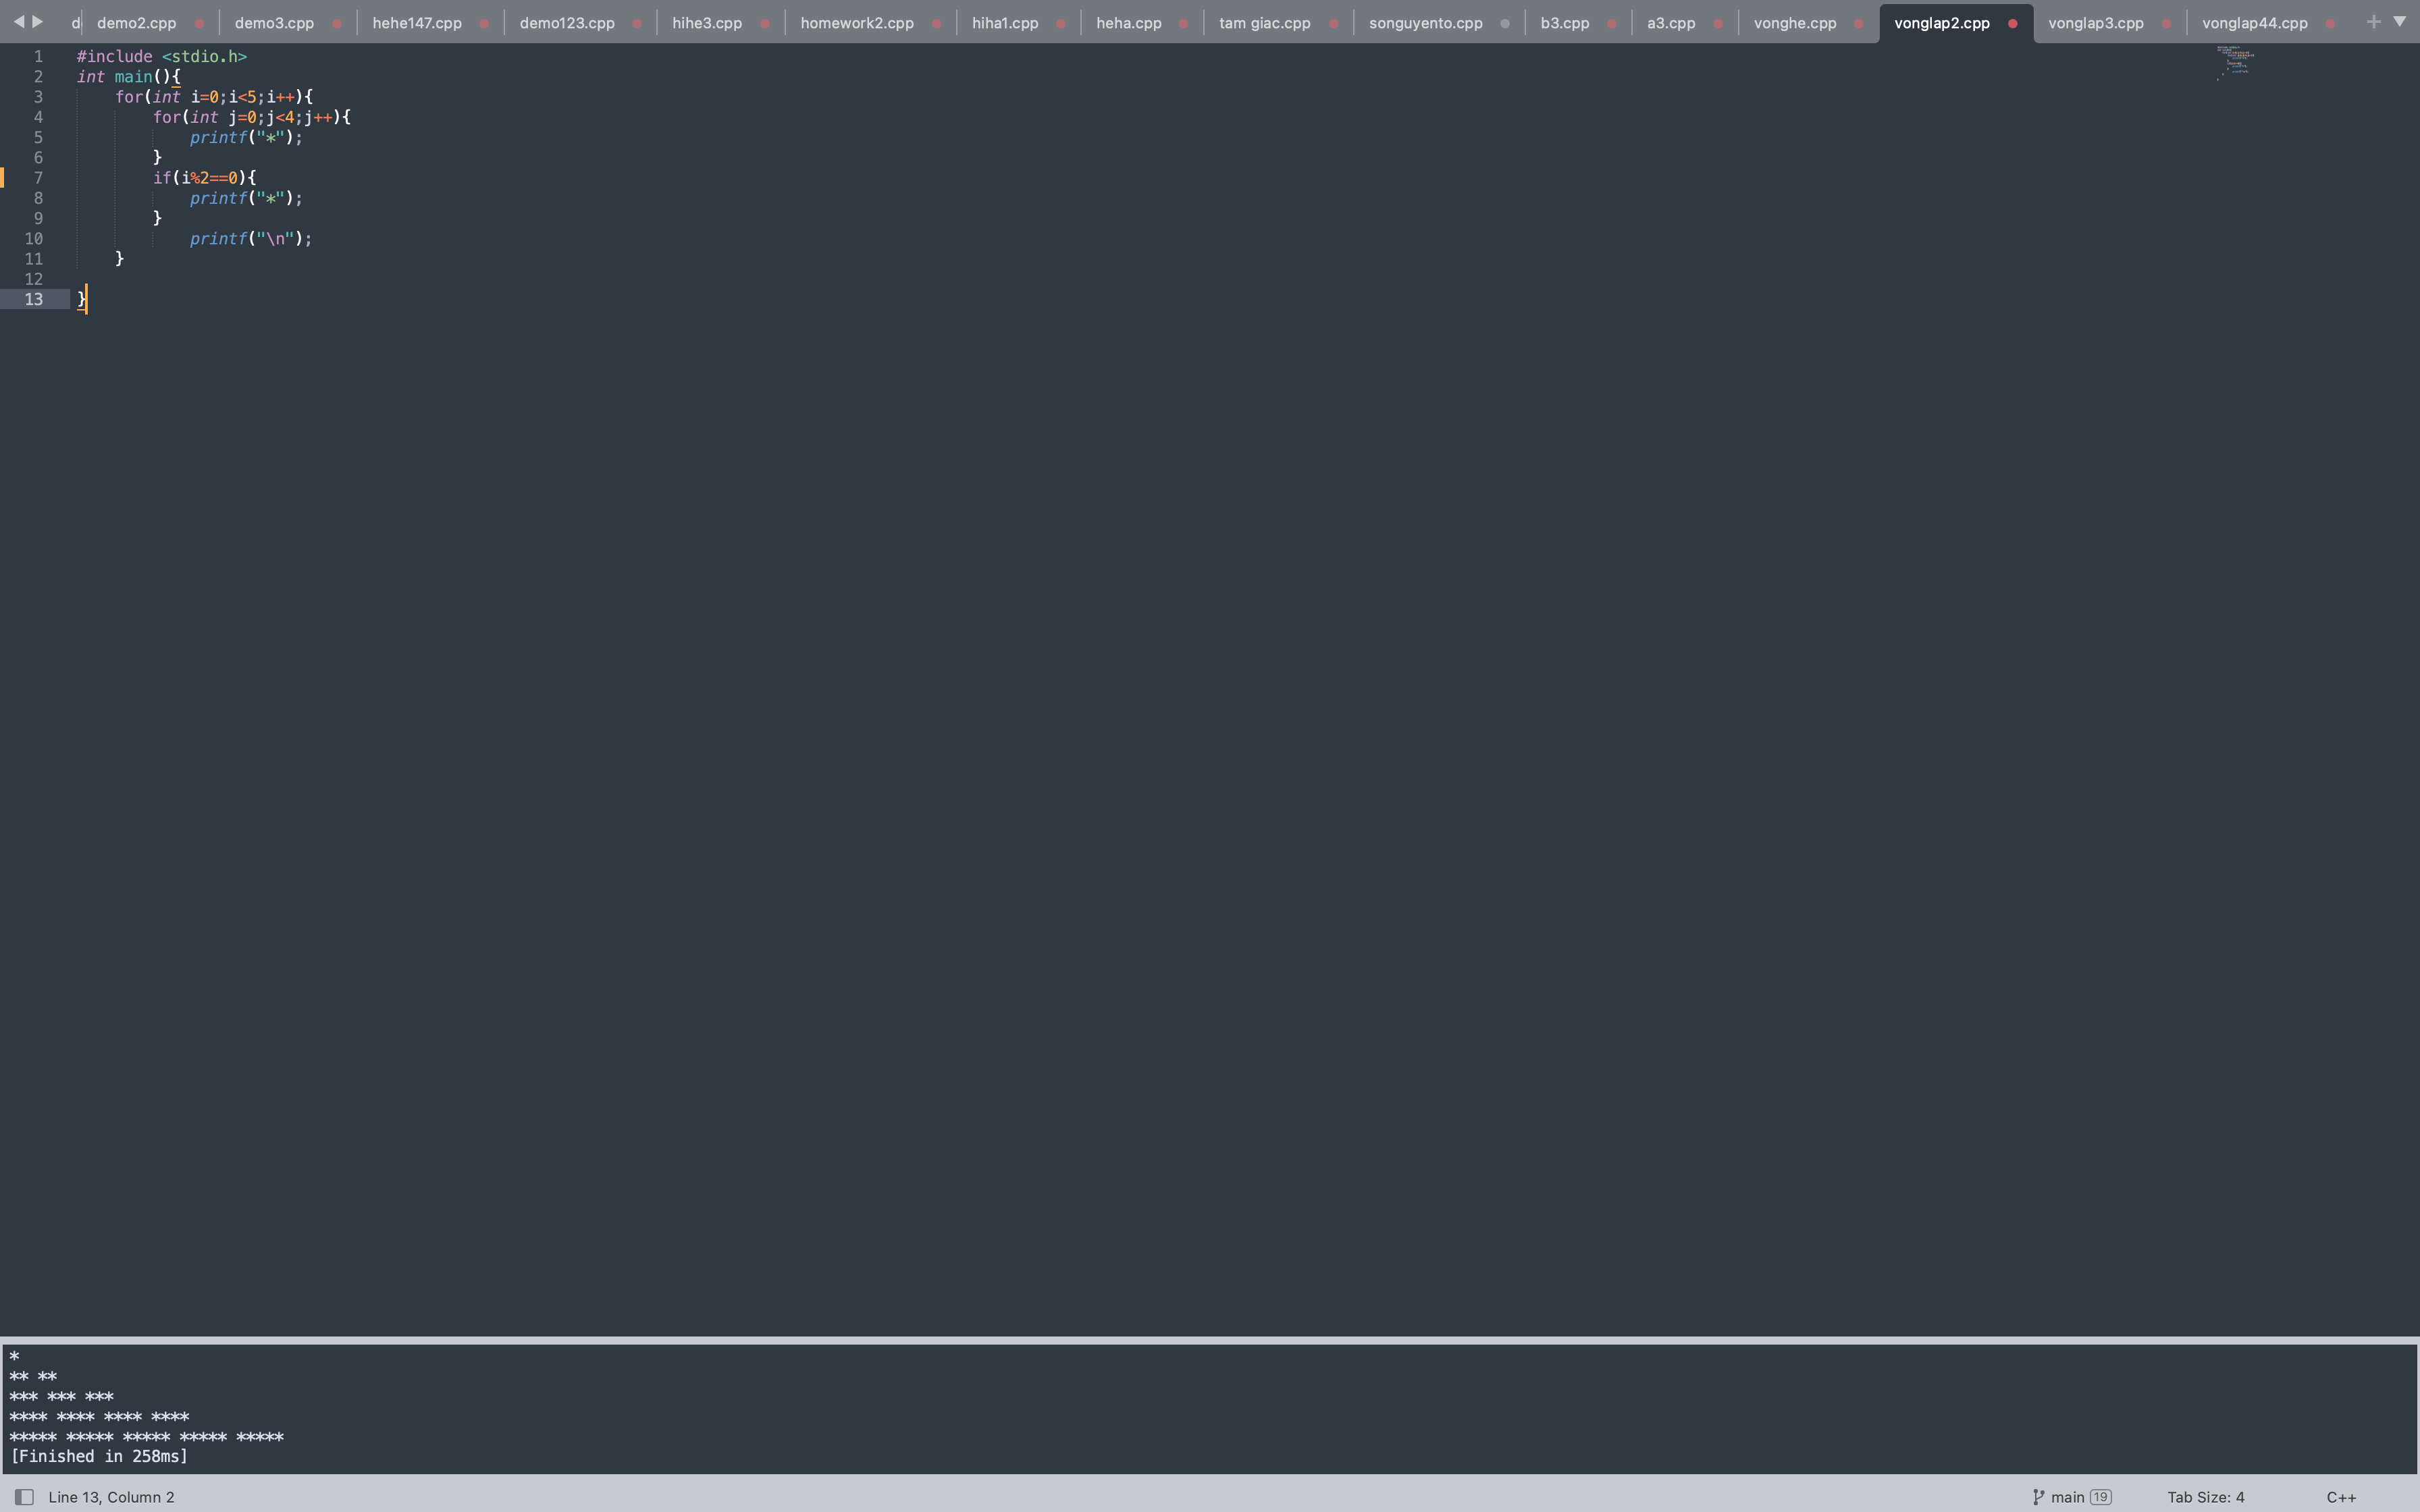 d demo2.cpp demo3.cpp hehe147.cpp demo123.cpp hihe3.cpp homework2.cpp hiha1.cpp heha.cpp tam giac.cpp songuyento.cpp b3.cpp a3.cpp vonghe.cpp vonglap2.cpp vonglap3.cpp vonglap44.cpp
1 #include <stdio.h>
2 int main(){
3 for(int i=0;i<5;i++){
4 for(int j=0;j<4;j++){
5 printf("*");
6 }
7 if(i%2==0){
8 printf("*");
9 }
10 printf("\n");
11 }
12
13 }
*
** **
*** *** ***
**** **** **** ****
***** ***** ***** ***** *****
[Finished in 258ms]
Line 13, Column 2 main 19 Tab Size: 4 C++